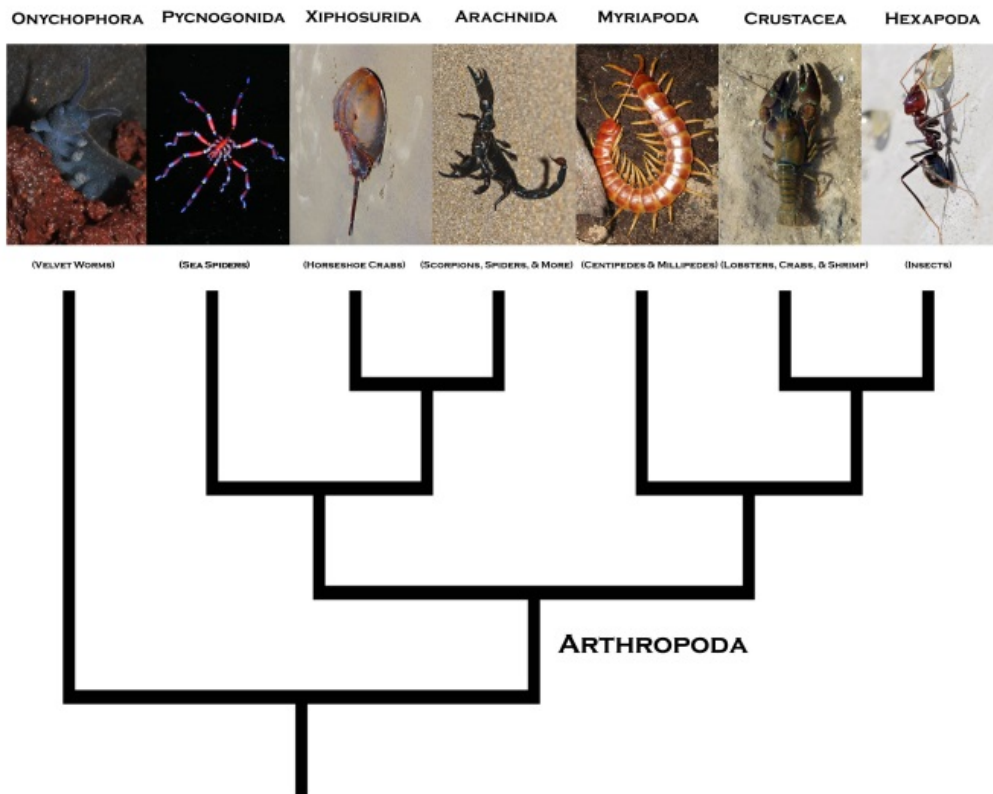 ONYCHOPHORA PYCNOGONIDA XIPHOSURIDA ARACHNIDA MYRIAPODA CRUSTACEA HEXAPODA
(VELVET WORMS) (SEA SPIDERS) (HORSESHOE CRABS) (SCORPIONS, SPIDERS, & MORE) (CENTIPEDES & MILLIPEDES) (LOBSTERS, CRABS, & SHRIMP) (INSECTS)
ARTHROPODA